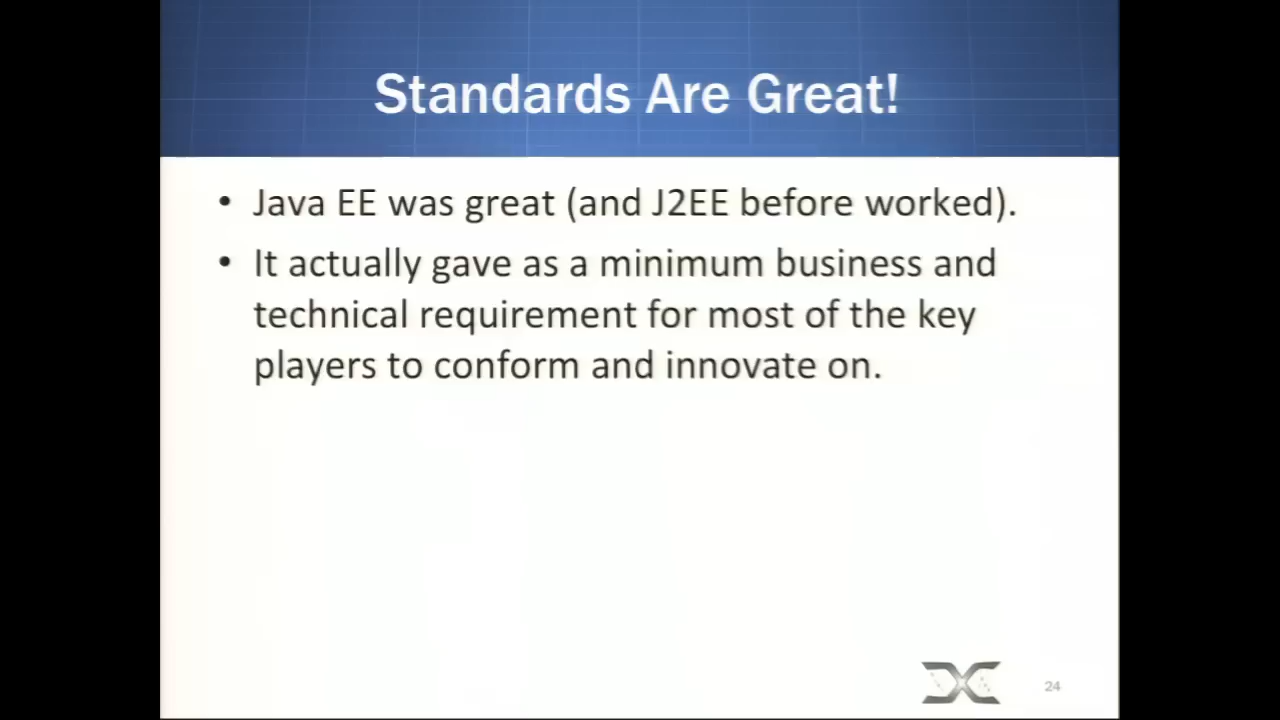 Standards Are Great!
• Java EE was great (and J2EE before worked).
• It actually gave as a minimum business and
technical requirement for most of the key
players to conform and innovate on.
24